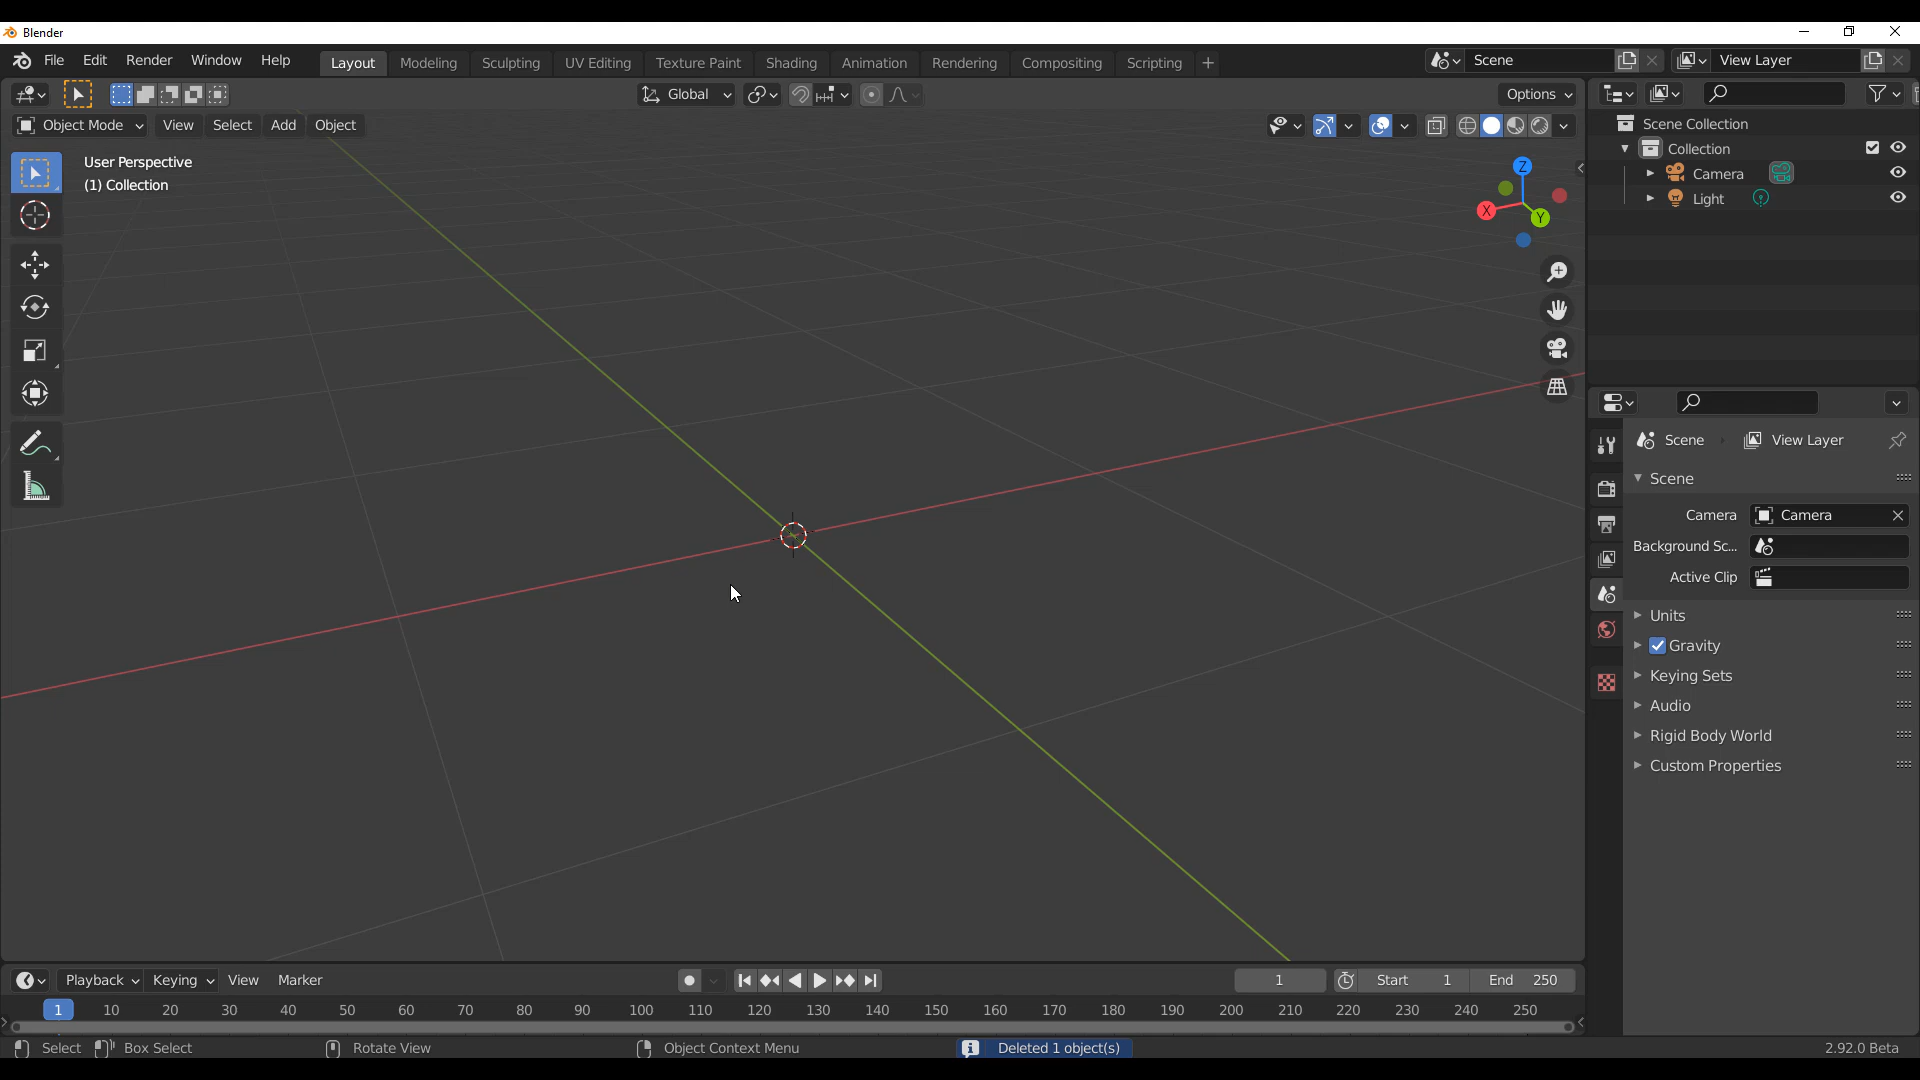 Blender
File Edit Render Window Help Layout Modeling Sculpting UV Editing Texture Paint Shading Animation Rendering Compositing Scripting + Scene View Layer
Global Options
Object Mode View Select Add Object
User Perspective
(1) Collection
Z
X
Y
Scene Collection
Collection
Camera
Light
Scene View Layer
Scene
Camera Camera
Background Sc...
Active Clip
Units
Gravity
Keying Sets
Audio
Rigid Body World
Custom Properties
Playback Keying View Marker 1 Start 1 End 250
1 10 20 30 40 50 60 70 80 90 100 110 120 130 140 150 160 170 180 190 200 210 220 230 240 250
Select Box Select Rotate View Object Context Menu Deleted 1 object(s) 2.92.0 Beta